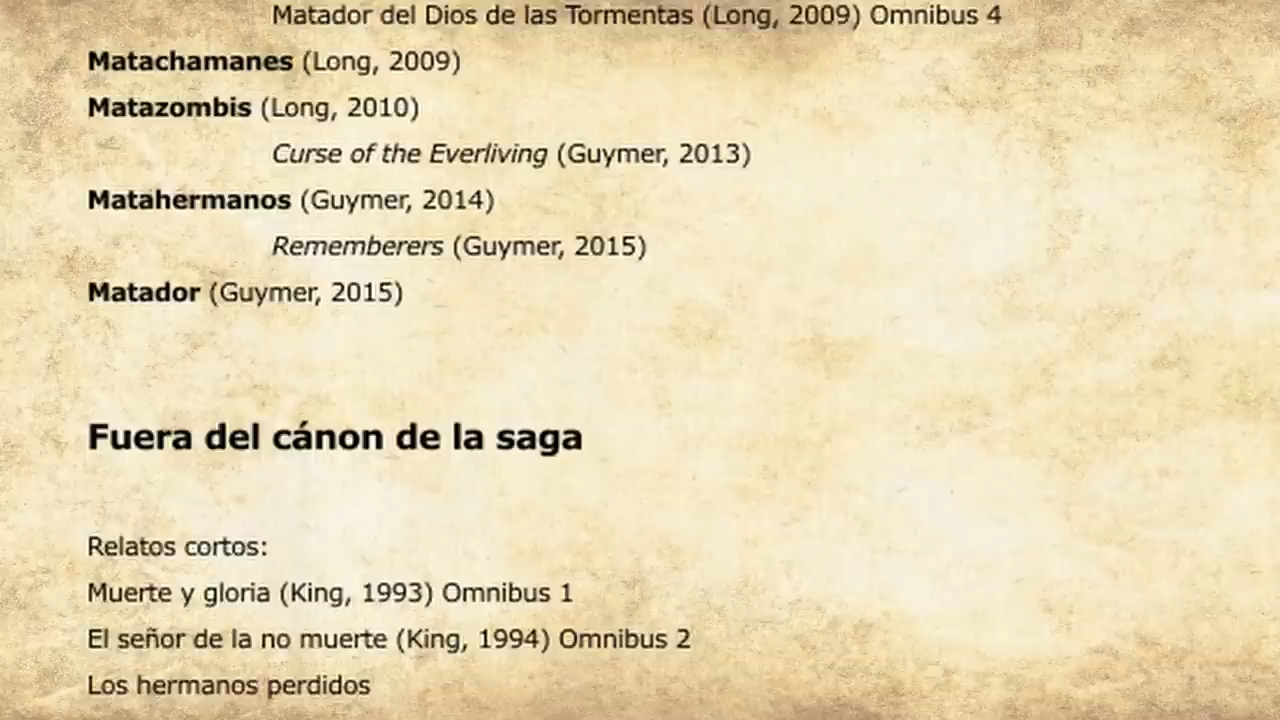 Matador del Dios de las Tormentas (Long, 2009) Omnibus 4
Matachamanes (Long, 2009)
Matazombis (Long, 2010)
Curse of the Everliving (Guymer, 2013)
Matahermanos (Guymer, 2014)
Rememberers (Guymer, 2015)
Matador (Guymer, 2015)
Fuera del cánon de la saga
Relatos cortos:
Muerte y gloria (King, 1993) Omnibus 1
El señor de la no muerte (King, 1994) Omnibus 2
Los hermanos perdidos